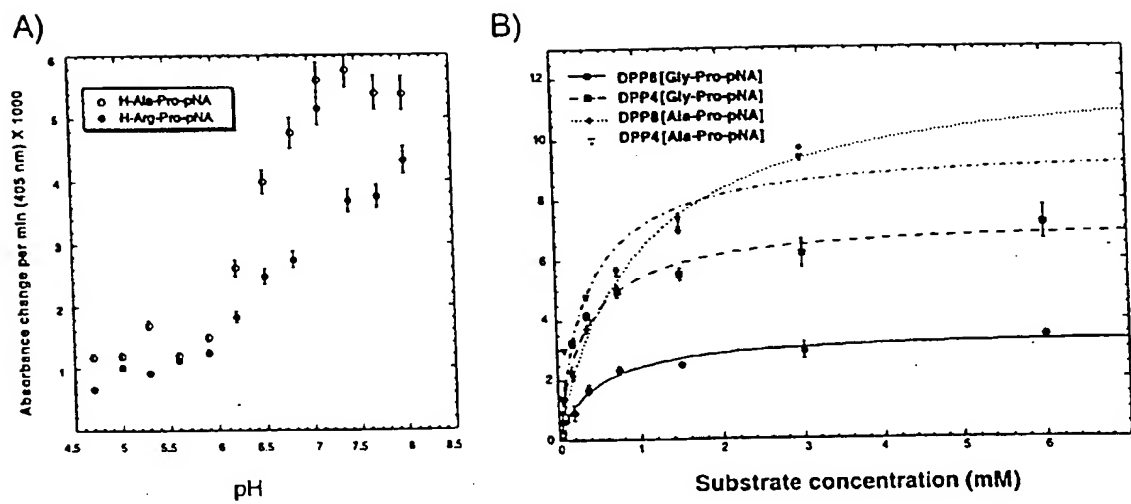 A)
Absorbance change per min (405 nm) X 1000
6
5
4
3
2
1
H-Ala-Pro-pNA
H-Arg-Pro-pNA
4.5 5 5.5 6 6.5 7 7.5 8 8.5
pH
B)
12
10
8
6
4
2
0
DPP8[Gly-Pro-pNA]
DPP4[Gly-Pro-pNA]
DPP8[Ala-Pro-pNA]
DPP4[Ala-Pro-pNA]
0 1 2 3 4 5 6
Substrate concentration (mM)